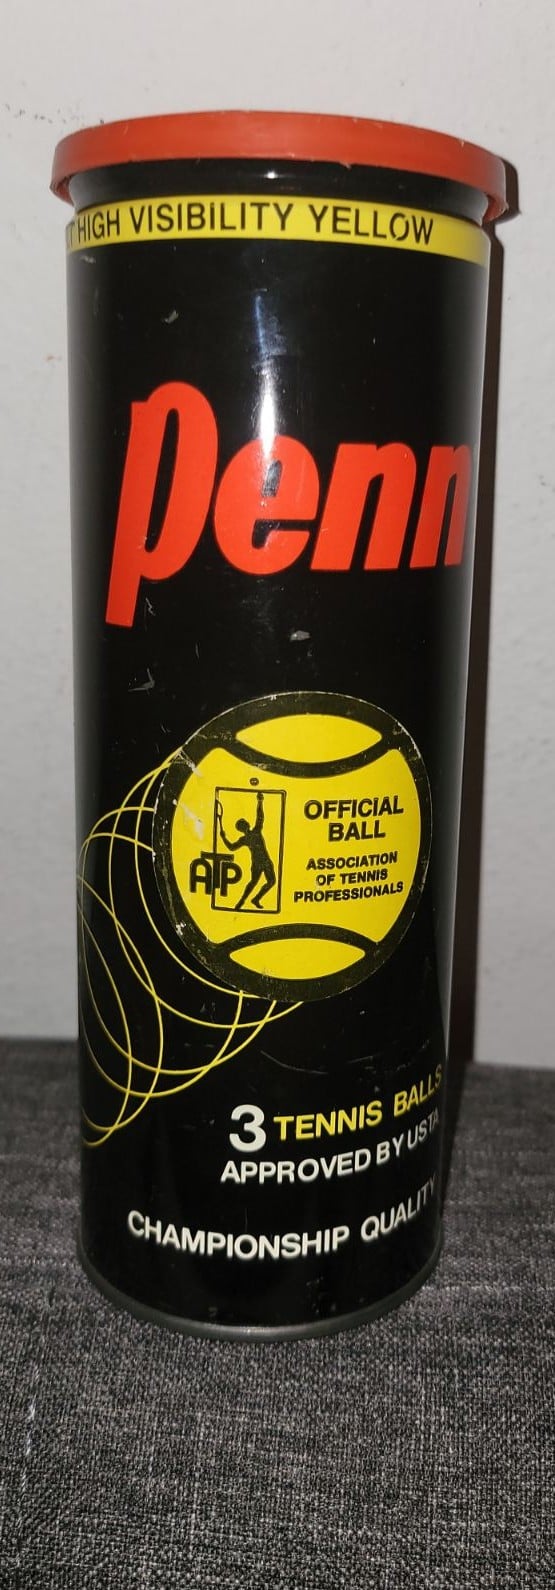 HIGH VISIBILITY YELLOW
Penn
ATP
OFFICIAL
BALL
ASSOCIATION
OF TENNIS
PROFESSIONALS
3 TENNIS BALLS
APPROVED BY USTA
CHAMPIONSHIP QUALITY